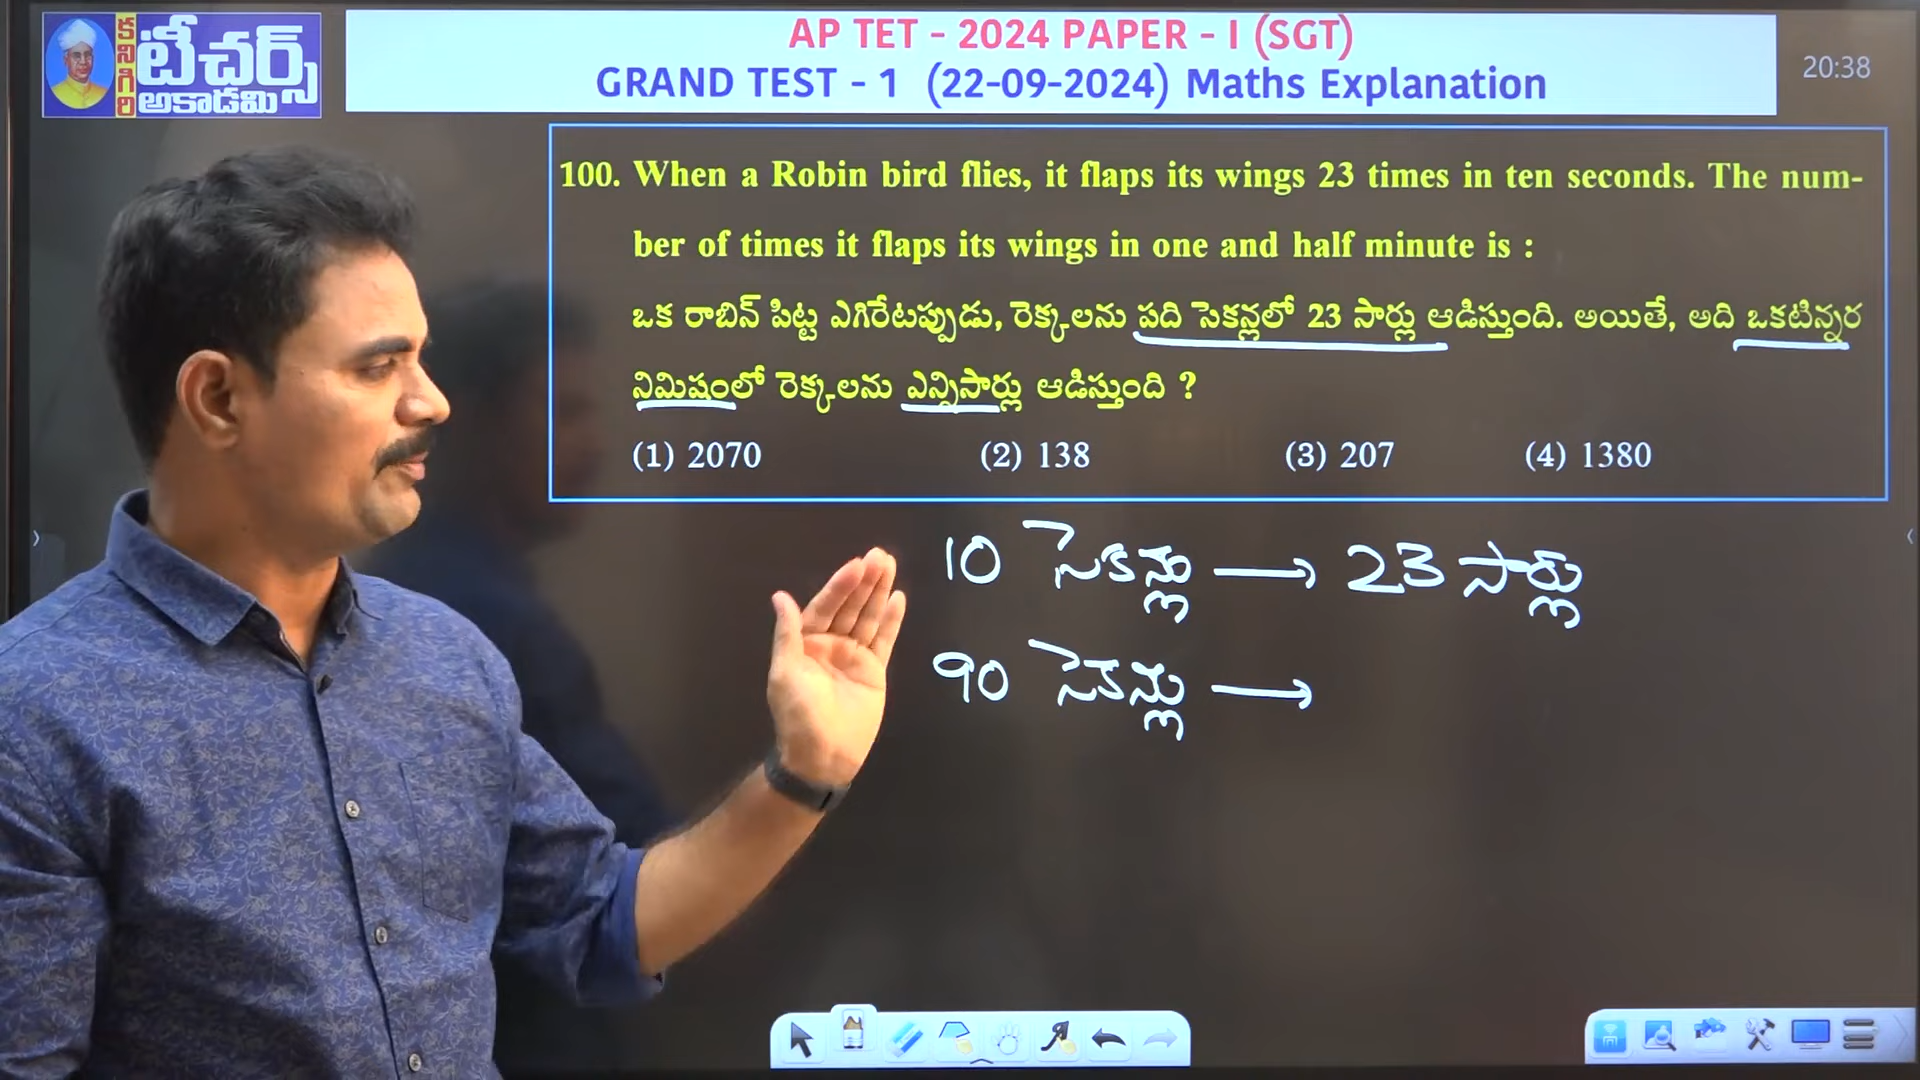 కనిగిరి
టీచర్స్
అకాడమి
AP TET - 2024 PAPER - I (SGT)
GRAND TEST - 1 (22-09-2024) Maths Explanation
20:38
100. When a Robin bird flies, it flaps its wings 23 times in ten seconds. The num-
ber of times it flaps its wings in one and half minute is :
ఒక రాబిన్ పిట్ట ఎగిరేటప్పుడు, రెక్కలను పది సెకన్లలో 23 సార్లు ఆడిస్తుంది. అయితే, అది ఒకటిన్నర
నిమిషంలో రెక్కలను ఎన్నిసార్లు ఆడిస్తుంది ?
(1) 2070 (2) 138 (3) 207 (4) 1380
10 సెకన్లు → 23 సార్లు
90 సెకన్లు →